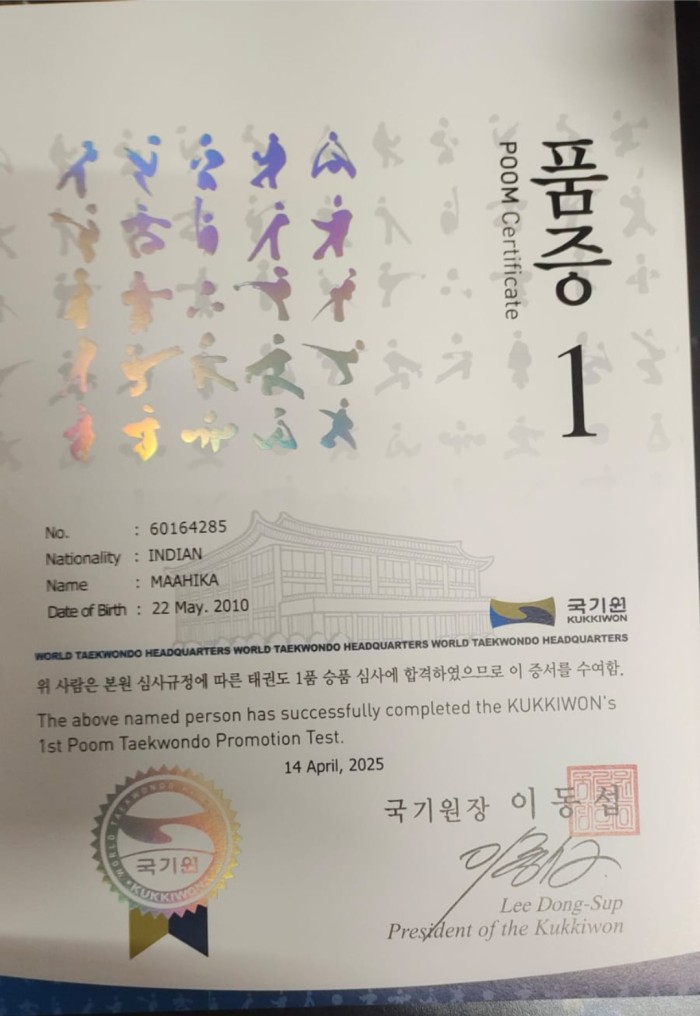 품증
POOM Certificate
1
No. : 60164285
Nationality : INDIAN
Name : MAAHIKA
Date of Birth : 22 May. 2010
국기원
KUKKIWON
WORLD TAEKWONDO HEADQUARTERS WORLD TAEKWONDO HEADQUARTERS WORLD TAEKWONDO HEADQUARTERS
위 사람은 본원 심사규정에 따른 태권도 1품 승품 심사에 합격하였으므로 이 증서를 수여함.
The above named person has successfully completed the KUKKIWON's
1st Poom Taekwondo Promotion Test.
14 April, 2025
국기원장 이동섭
국기원
KUKKIWON
Lee Dong-Sup
President of the Kukkiwon